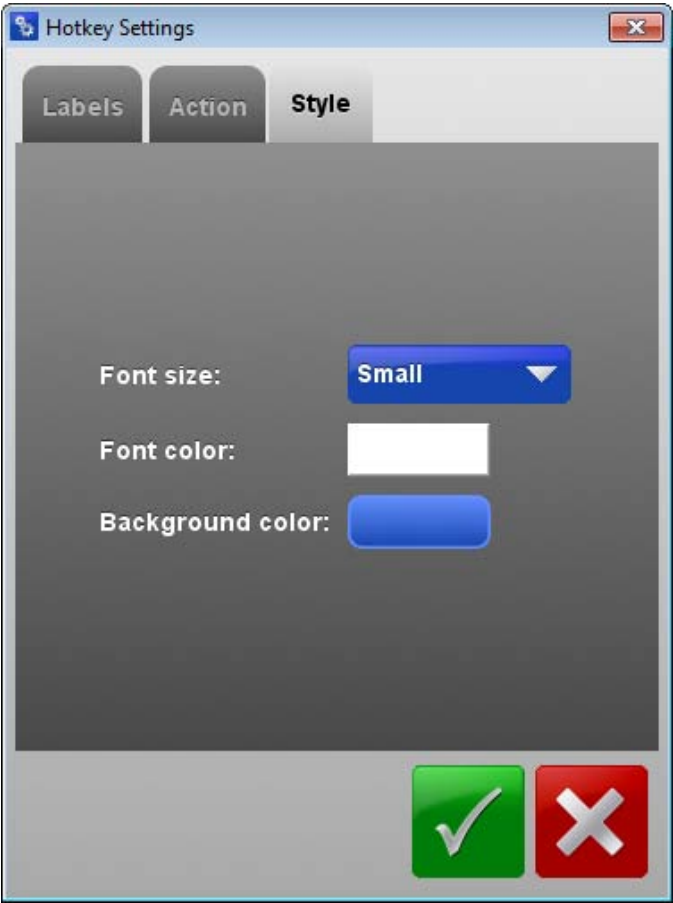 Hotkey Settings
Labels Action Style
Font size: Small
Font color:
Background color: